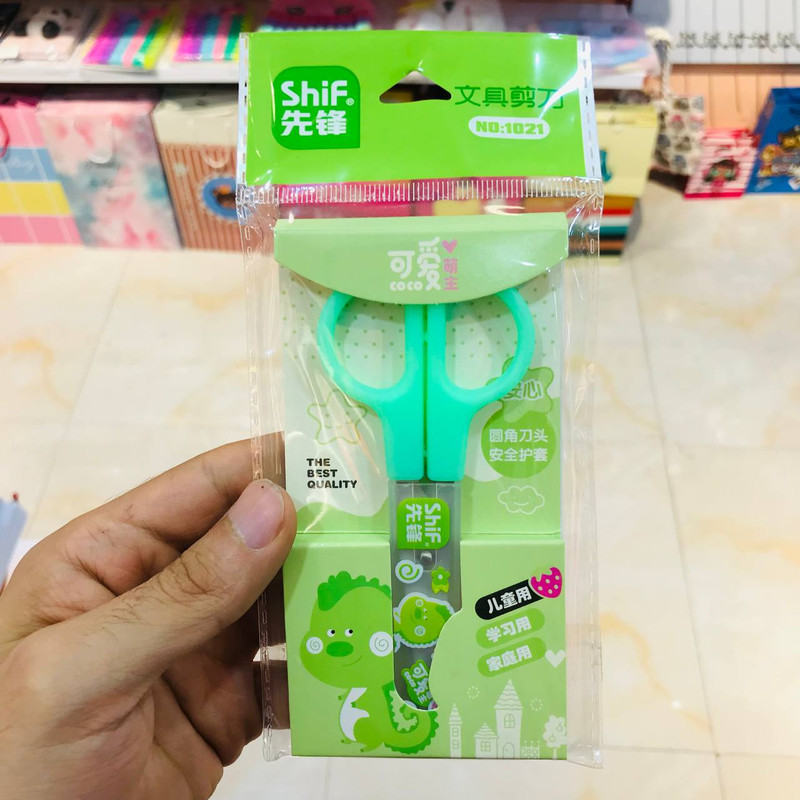 ShiF®
先锋
文具剪刀
NO:1021
可爱
萌主
COCO
安心
圆角刀头
安全护套
THE
BEST
QUALITY
ShiF
先锋
儿童用
学习用
家庭用